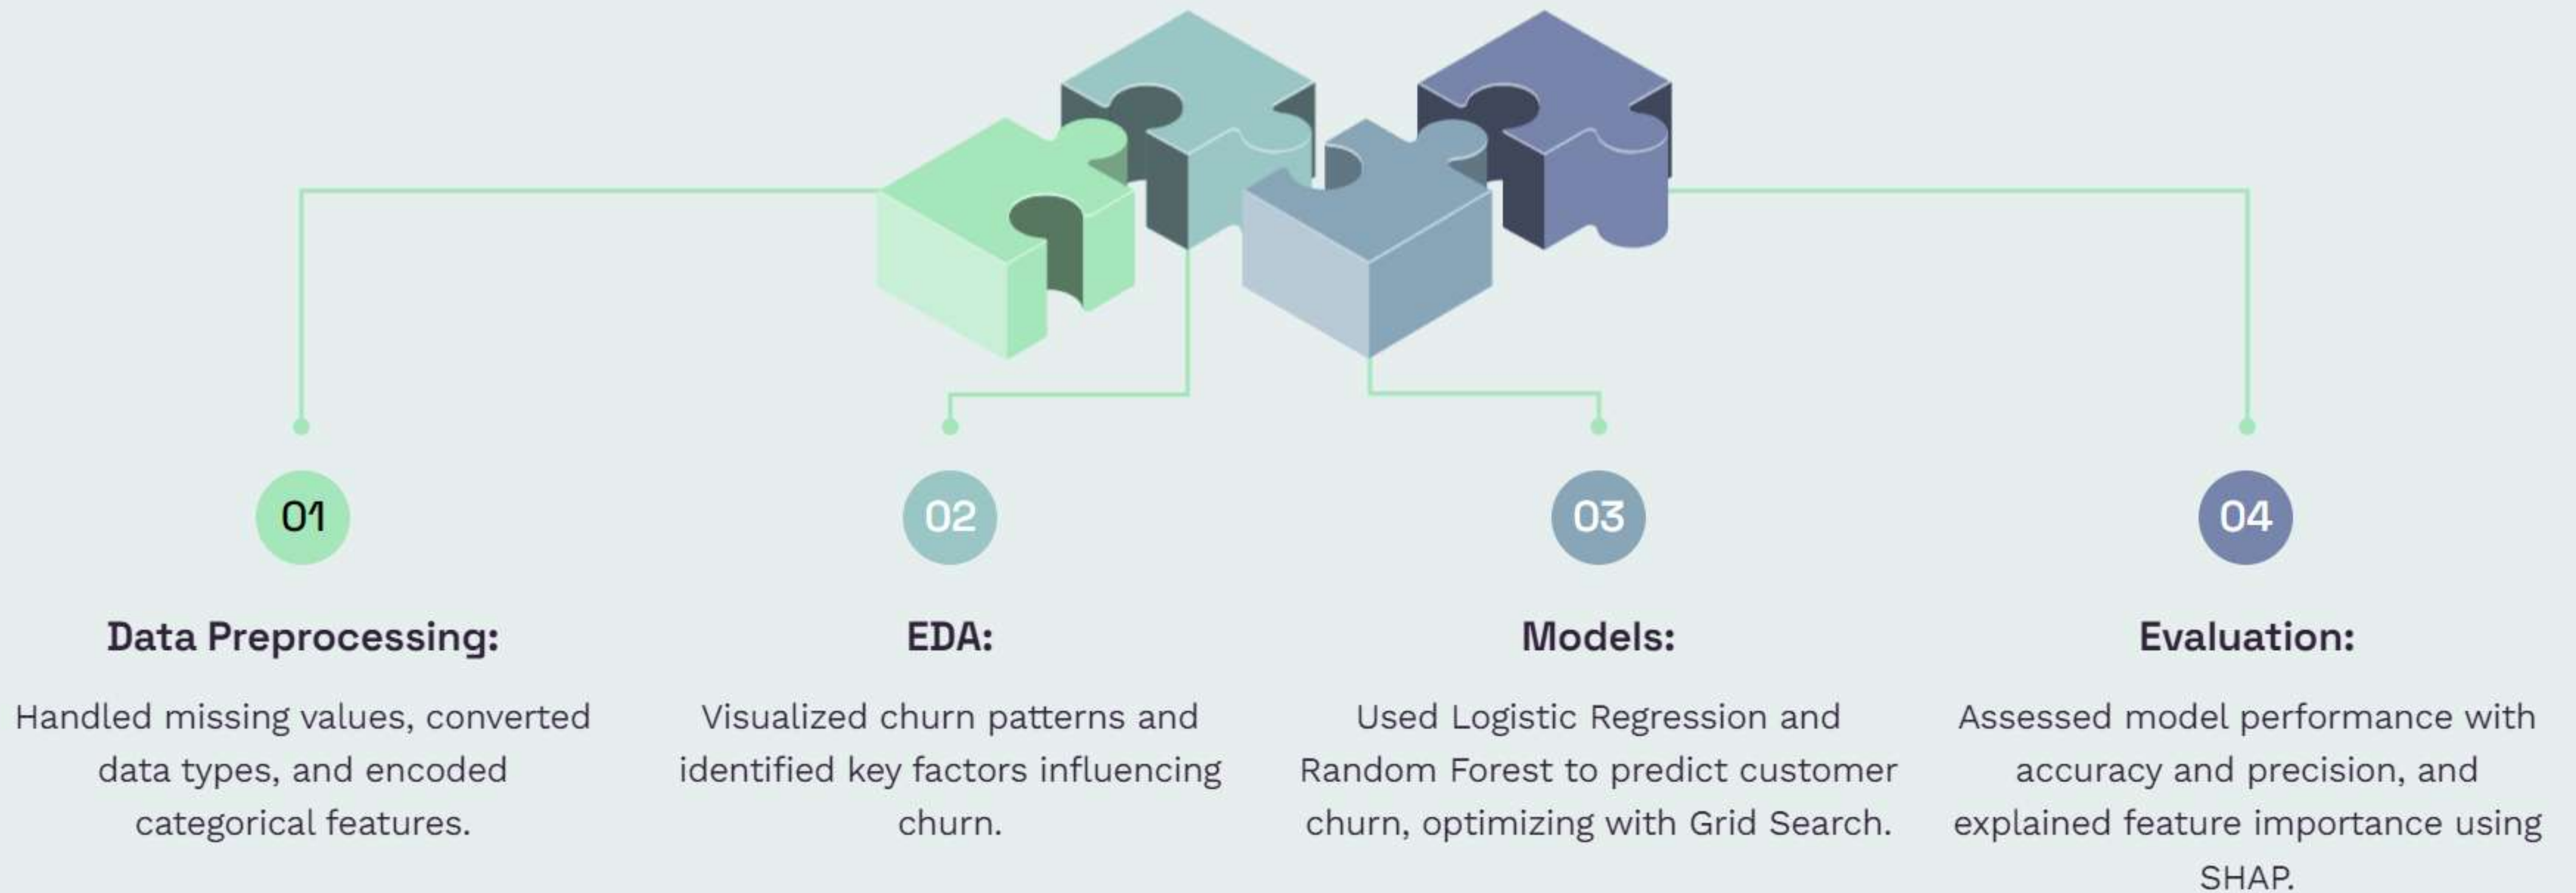 01
Data Preprocessing:
Handled missing values, converted
data types, and encoded
categorical features.
02
EDA:
Visualized churn patterns and
identified key factors influencing
churn.
03
Models:
Used Logistic Regression and
Random Forest to predict customer
churn, optimizing with Grid Search.
04
Evaluation:
Assessed model performance with
accuracy and precision, and
explained feature importance using
SHAP.